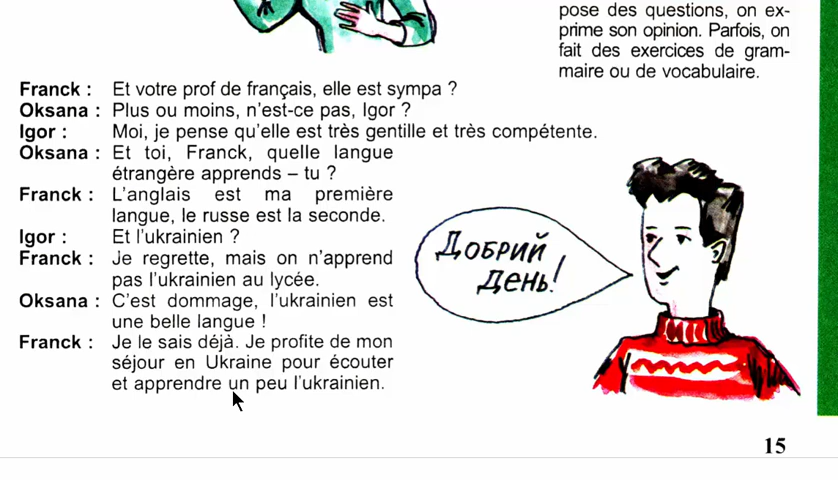 pose des questions, on ex-
prime son opinion. Parfois, on
fait des exercices de gram-
maire ou de vocabulaire.
Franck : Et votre prof de français, elle est sympa ?
Oksana : Plus ou moins, n'est-ce pas, Igor ?
Igor : Moi, je pense qu'elle est très gentille et très compétente.
Oksana : Et toi, Franck, quelle langue
étrangère apprends – tu ?
Franck : L'anglais est ma première
langue, le russe est la seconde.
Igor : Et l'ukrainien ?
Franck : Je regrette, mais on n'apprend
pas l'ukrainien au lycée.
Oksana : C'est dommage, l'ukrainien est
une belle langue !
Franck : Je le sais déjà. Je profite de mon
séjour en Ukraine pour écouter
et apprendre un peu l'ukrainien.
Добрий
День!
15